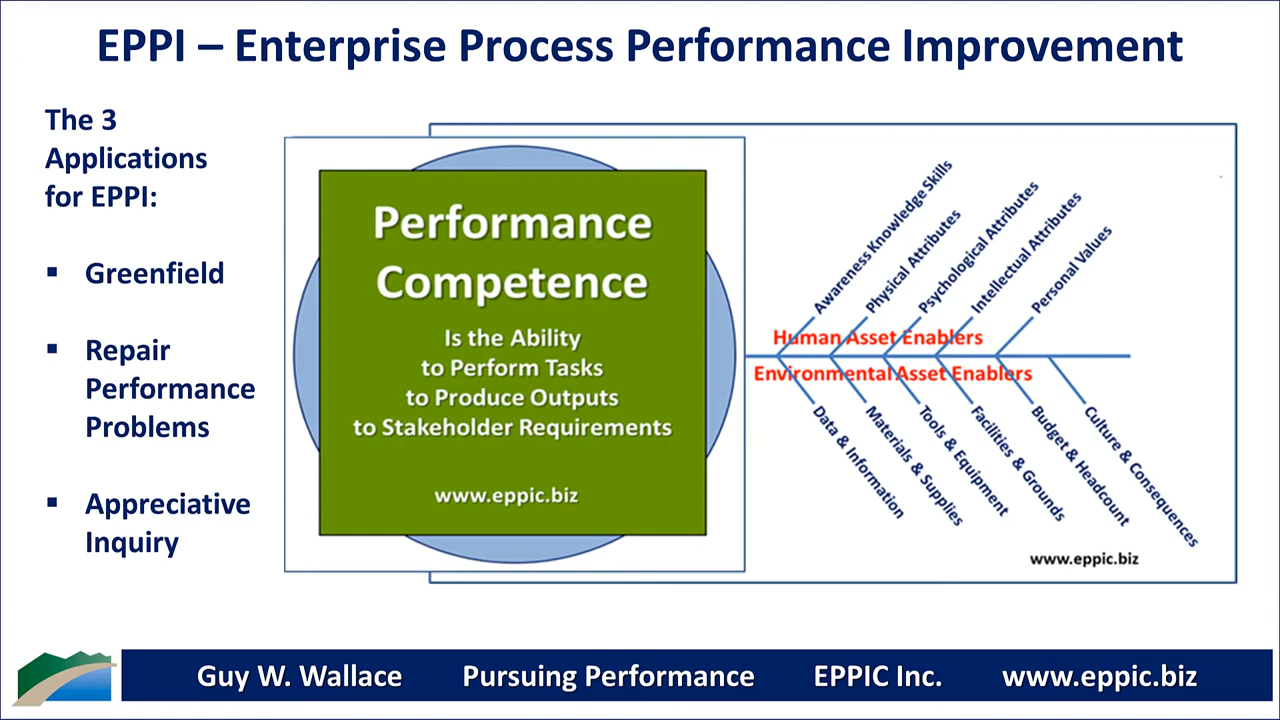 EPPI – Enterprise Process Performance Improvement
The 3
Applications
for EPPI:
▪ Greenfield
▪ Repair
Performance
Problems
▪ Appreciative
Inquiry
Performance
Competence
Is the Ability
to Perform Tasks
to Produce Outputs
to Stakeholder Requirements
www.eppic.biz
Awareness Knowledge Skills
Physical Attributes
Psychological Attributes
Intellectual Attributes
Personal Values
Human Asset Enablers
Environmental Asset Enablers
Data & Information
Materials & Supplies
Tools & Equipment
Facilities & Grounds
Budget & Headcount
Culture & Consequences
www.eppic.biz
Guy W. Wallace Pursuing Performance EPPIC Inc. www.eppic.biz